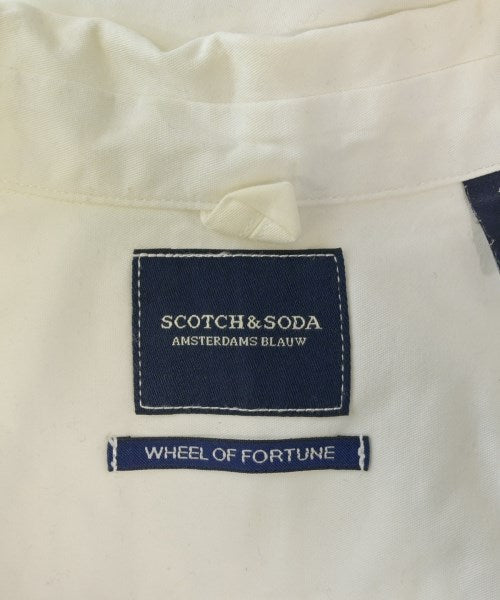 SCOTCH&SODA
AMSTERDAMS BLAUW
WHEEL OF FORTUNE